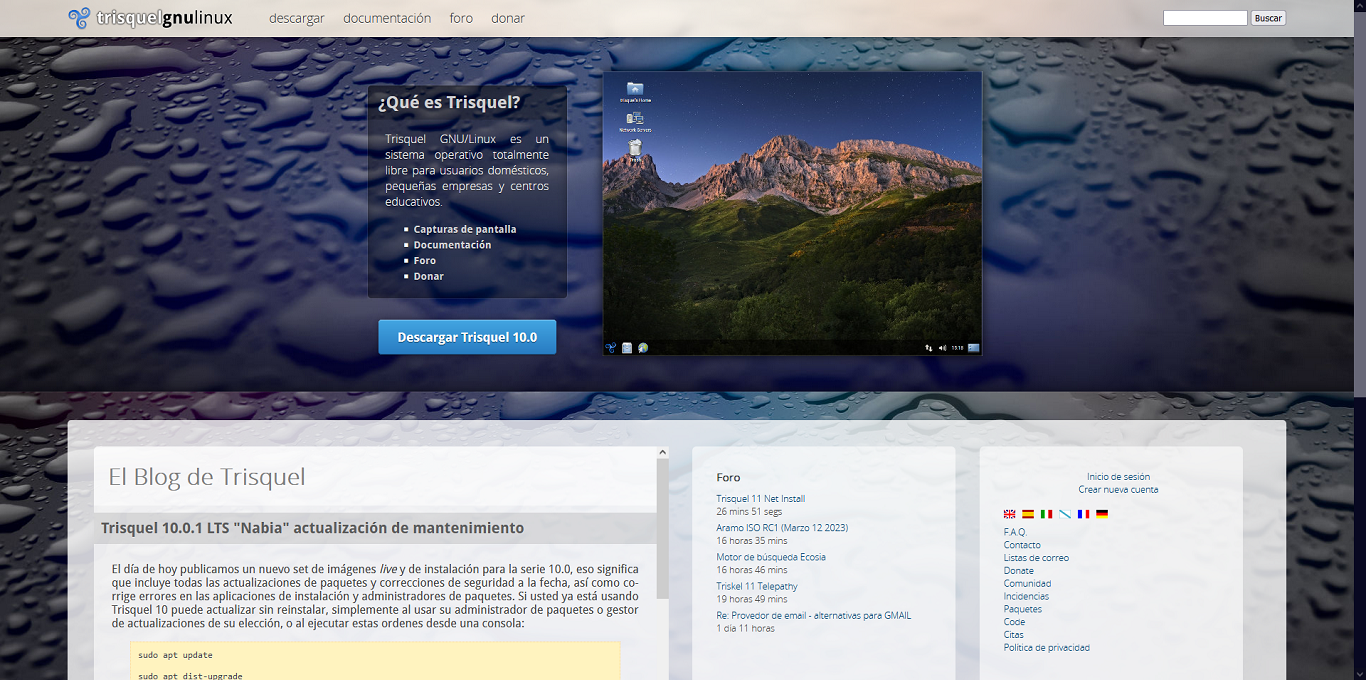 trisquelgnulinux
descargar
documentación
foro
donar
Buscar
¿Qué es Trisquel?
Trisquel GNU/Linux es un
sistema operativo totalmente
libre para usuarios domésticos,
pequeñas empresas y centros
educativos.
Capturas de pantalla
Documentación
Foro
Donar
Descargar Trisquel 10.0
trisquel's Home
Network Servers
Trash
El Blog de Trisquel
Trisquel 10.0.1 LTS "Nabia" actualización de mantenimiento
El día de hoy publicamos un nuevo set de imágenes live y de instalación para la serie 10.0, eso significa
que incluye todas las actualizaciones de paquetes y correcciones de seguridad a la fecha, así como co-
rrige errores en las aplicaciones de instalación y administradores de paquetes. Si usted ya está usando
Trisquel 10 puede actualizar sin reinstalar, simplemente al usar su administrador de paquetes o gestor
de actualizaciones de su elección, o al ejecutar estas ordenes desde una consola:
sudo apt update
sudo apt dist-upgrade
Foro
Trisquel 11 Net Install
26 mins 51 segs
Aramo ISO RC1 (Marzo 12 2023)
16 horas 35 mins
Motor de búsqueda Ecosia
16 horas 46 mins
Triskel 11 Telepathy
19 horas 49 mins
Re: Provedor de email - alternativas para GMAIL
1 día 11 horas
Inicio de sesión
Crear nueva cuenta
F.A.Q.
Contacto
Listas de correo
Donate
Comunidad
Incidencias
Paquetes
Code
Citas
Política de privacidad